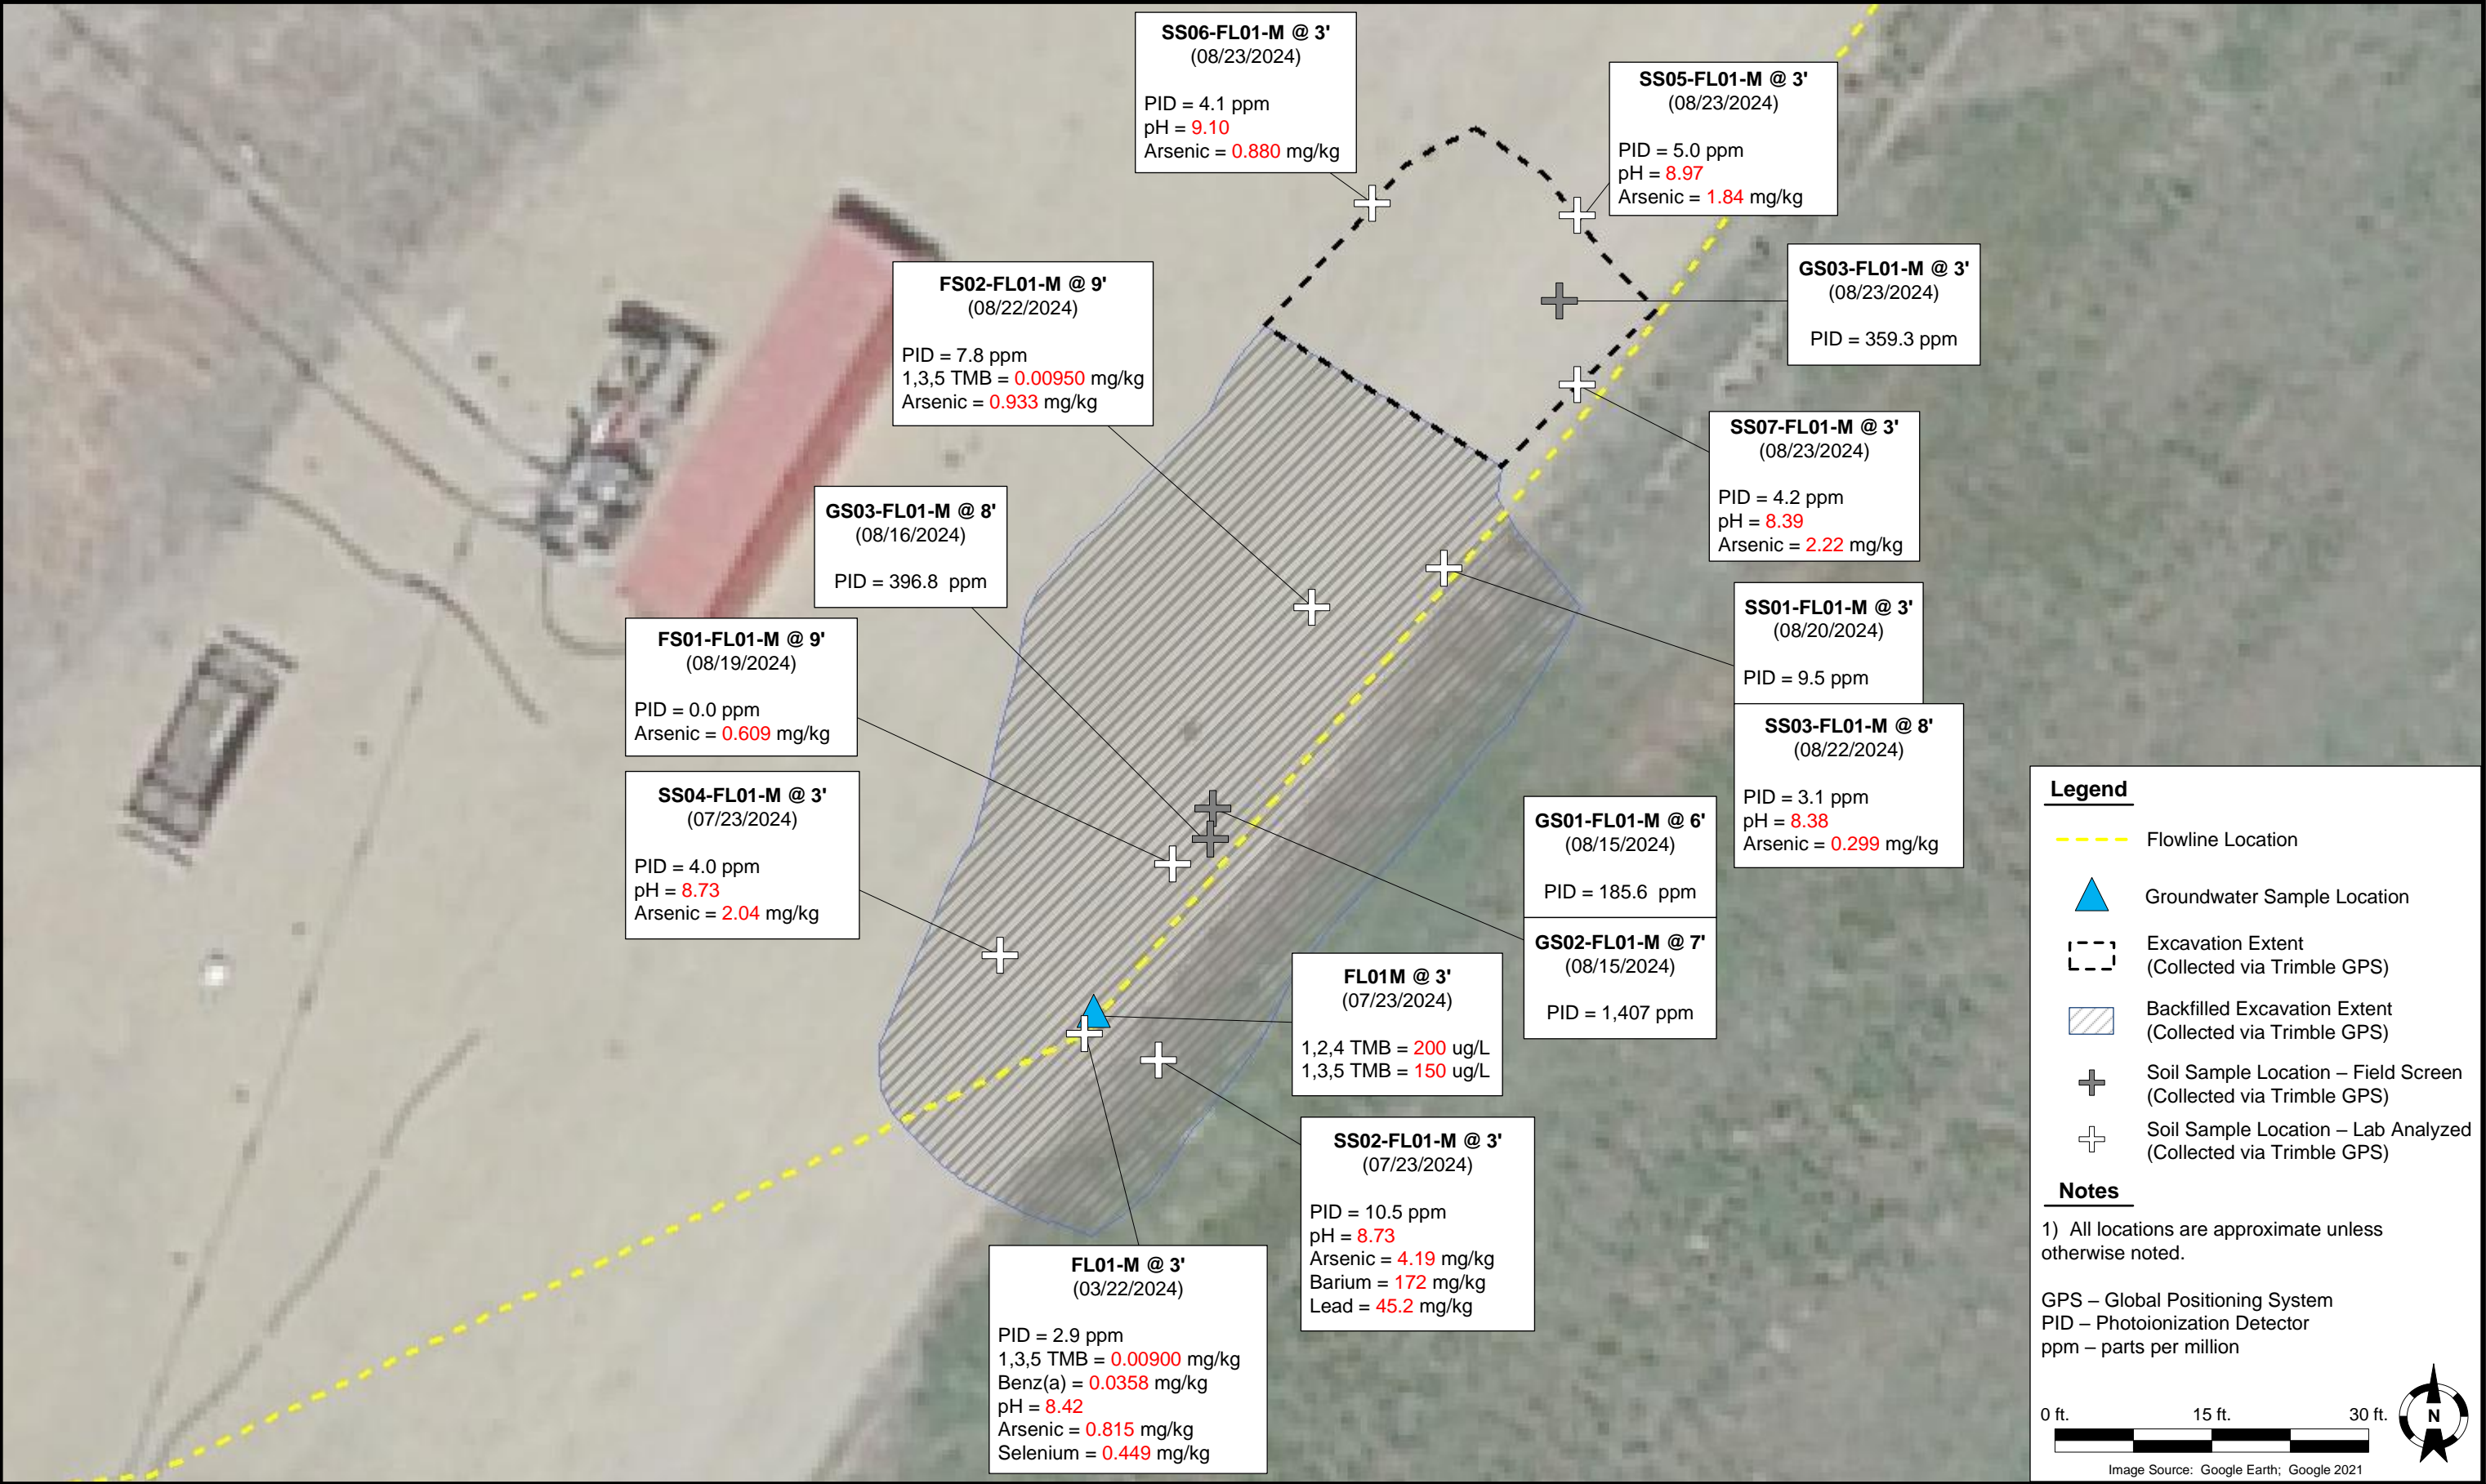 SS06-FL01-M @ 3'
(08/23/2024)
PID = 4.1 ppm
pH = 9.10
Arsenic = 0.880 mg/kg
SS05-FL01-M @ 3'
(08/23/2024)
PID = 5.0 ppm
pH = 8.97
Arsenic = 1.84 mg/kg
GS03-FL01-M @ 3'
(08/23/2024)
PID = 359.3 ppm
FS02-FL01-M @ 9'
(08/22/2024)
PID = 7.8 ppm
1,3,5 TMB = 0.00950 mg/kg
Arsenic = 0.933 mg/kg
SS07-FL01-M @ 3'
(08/23/2024)
PID = 4.2 ppm
pH = 8.39
Arsenic = 2.22 mg/kg
GS03-FL01-M @ 8'
(08/16/2024)
PID = 396.8 ppm
SS01-FL01-M @ 3'
(08/20/2024)
PID = 9.5 ppm
FS01-FL01-M @ 9'
(08/19/2024)
PID = 0.0 ppm
Arsenic = 0.609 mg/kg
SS03-FL01-M @ 8'
(08/22/2024)
PID = 3.1 ppm
pH = 8.38
Arsenic = 0.299 mg/kg
SS04-FL01-M @ 3'
(07/23/2024)
PID = 4.0 ppm
pH = 8.73
Arsenic = 2.04 mg/kg
GS01-FL01-M @ 6'
(08/15/2024)
PID = 185.6 ppm
GS02-FL01-M @ 7'
(08/15/2024)
PID = 1,407 ppm
FL01M @ 3'
(07/23/2024)
1,2,4 TMB = 200 ug/L
1,3,5 TMB = 150 ug/L
SS02-FL01-M @ 3'
(07/23/2024)
PID = 10.5 ppm
pH = 8.73
Arsenic = 4.19 mg/kg
Barium = 172 mg/kg
Lead = 45.2 mg/kg
FL01-M @ 3'
(03/22/2024)
PID = 2.9 ppm
1,3,5 TMB = 0.00900 mg/kg
Benz(a) = 0.0358 mg/kg
pH = 8.42
Arsenic = 0.815 mg/kg
Selenium = 0.449 mg/kg
Legend
Flowline Location
Groundwater Sample Location
Excavation Extent
(Collected via Trimble GPS)
Backfilled Excavation Extent
(Collected via Trimble GPS)
Soil Sample Location – Field Screen
(Collected via Trimble GPS)
Soil Sample Location – Lab Analyzed
(Collected via Trimble GPS)
Notes
1) All locations are approximate unless
otherwise noted.
GPS – Global Positioning System
PID – Photoionization Detector
ppm – parts per million
0 ft. 15 ft. 30 ft.
N
Image Source: Google Earth; Google 2021